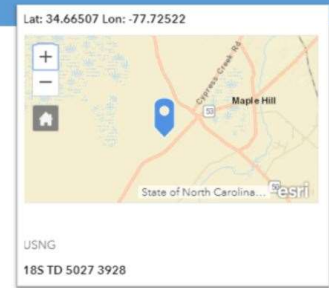 Lat: 34.66507 Lon: -77.72522
+
−
Cypress Creek Rd
Maple Hill
53
50
State of North Carolina... esri
USNG
18S TD 5027 3928